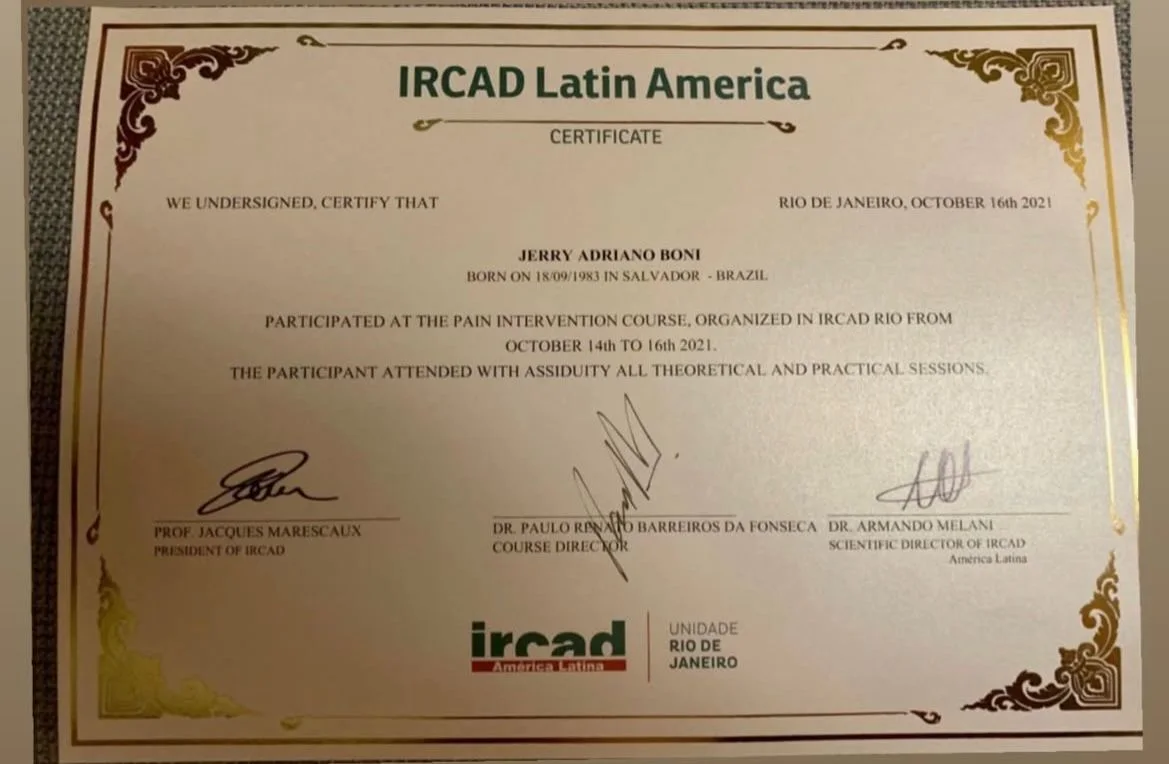 IRCAD Latin America
CERTIFICATE
WE UNDERSIGNED, CERTIFY THAT
RIO DE JANEIRO, OCTOBER 16th 2021
JERRY ADRIANO BONI
BORN ON 18/09/1983 IN SALVADOR - BRAZIL
PARTICIPATED AT THE PAIN INTERVENTION COURSE, ORGANIZED IN IRCAD RIO FROM
OCTOBER 14th TO 16th 2021.
THE PARTICIPANT ATTENDED WITH ASSIDUITY ALL THEORETICAL AND PRACTICAL SESSIONS.
PROF. JACQUES MARESCAUX
PRESIDENT OF IRCAD
DR. PAULO RENATO BARREIROS DA FONSECA
COURSE DIRECTOR
DR. ARMANDO MELANI
SCIENTIFIC DIRECTOR OF IRCAD
América Latina
ircad
América Latina
UNIDADE
RIO DE
JANEIRO